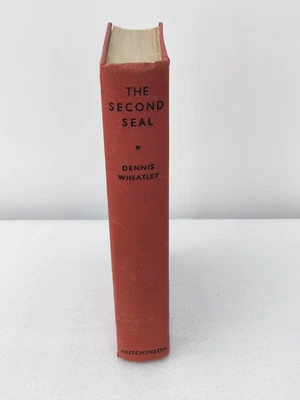 THE
SECOND
SEAL
DENNIS
WHEATLEY
HUTCHINSON